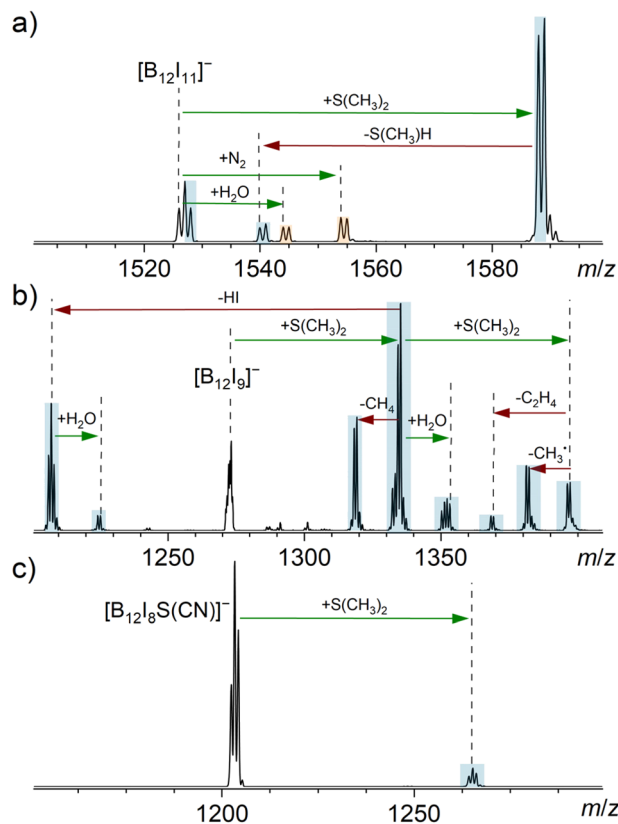 a)
[B₁₂I₁₁]⁻
+S(CH₃)₂
-S(CH₃)H
+N₂
+H₂O
1520 1540 1560 1580 m/z
b)
-HI
+S(CH₃)₂ +S(CH₃)₂
[B₁₂I₉]⁻
-CH₄ -C₂H₄
+H₂O +H₂O
-CH₃•
1250 1300 1350 m/z
c)
[B₁₂I₈S(CN)]⁻
+S(CH₃)₂
1200 1250 m/z